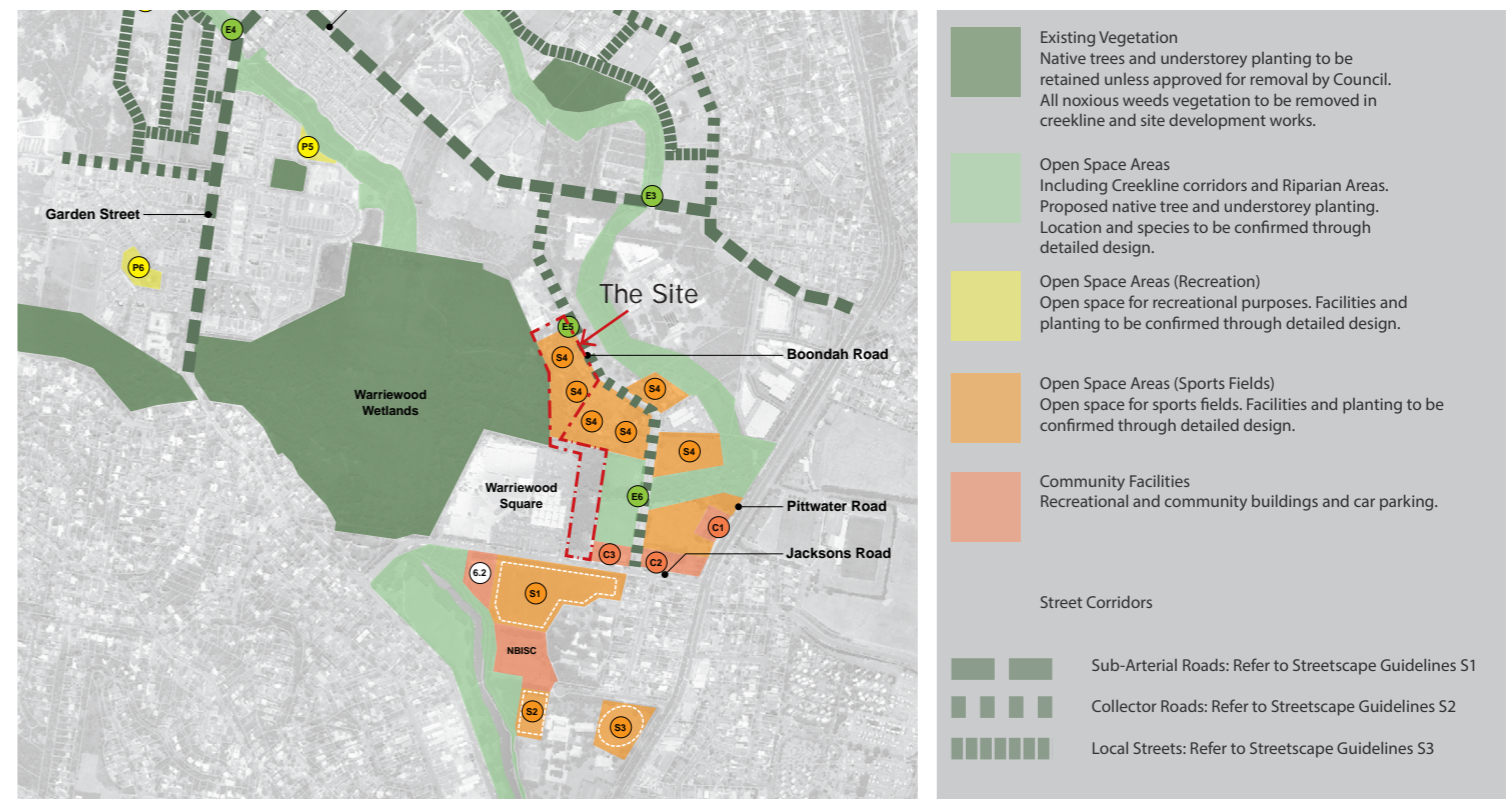 E4
P5
E3
Garden Street
P6
The Site
E5
S4
Boondah Road
S4
S4
S4
S4
S4
Warriewood
Wetlands
Warriewood
Square
E6
Pittwater Road
C1
Jacksons Road
C3
C2
6.2
S1
NBISC
S2
S3
Existing Vegetation
Native trees and understorey planting to be
retained unless approved for removal by Council.
All noxious weeds vegetation to be removed in
creekline and site development works.
Open Space Areas
Including Creekline corridors and Riparian Areas.
Proposed native tree and understorey planting.
Location and species to be confirmed through
detailed design.
Open Space Areas (Recreation)
Open space for recreational purposes. Facilities and
planting to be confirmed through detailed design.
Open Space Areas (Sports Fields)
Open space for sports fields. Facilities and planting to be
confirmed through detailed design.
Community Facilities
Recreational and community buildings and car parking.
Street Corridors
Sub-Arterial Roads: Refer to Streetscape Guidelines S1
Collector Roads: Refer to Streetscape Guidelines S2
Local Streets: Refer to Streetscape Guidelines S3